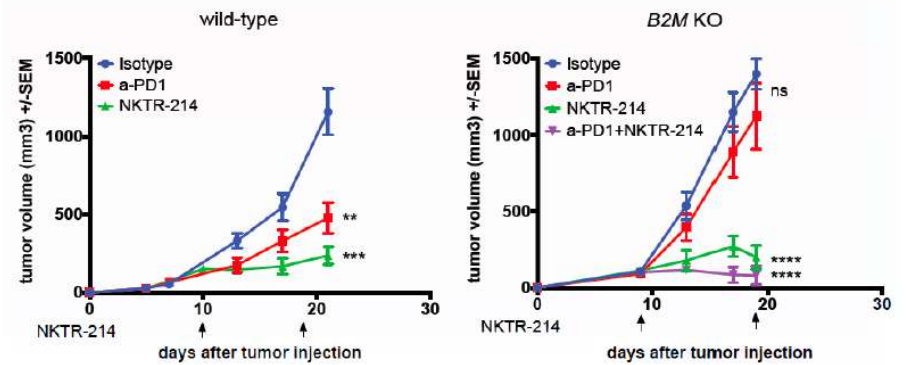 wild-type
tumor volume (mm3) +/-SEM
1500
1000
500
0
Isotype
a-PD1
NKTR-214
**
***
0 10 20 30
NKTR-214
days after tumor injection
B2M KO
tumor volume (mm3) +/-SEM
1500
1000
500
0
Isotype
a-PD1
NKTR-214
a-PD1+NKTR-214
ns
****
****
0 10 20 30
NKTR-214
days after tumor injection